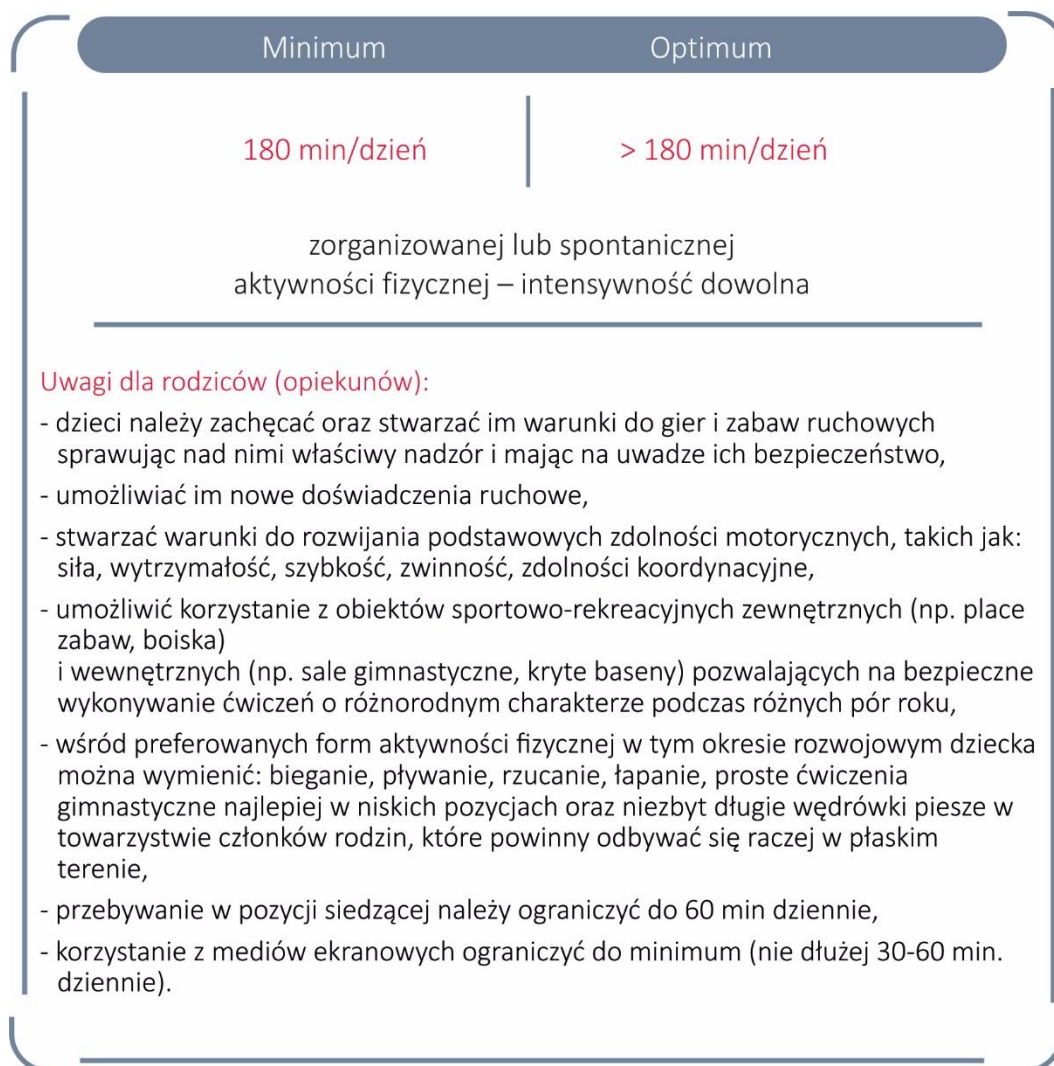 Minimum Optimum
180 min/dzień > 180 min/dzień
zorganizowanej lub spontanicznej
aktywności fizycznej – intensywność dowolna
Uwagi dla rodziców (opiekunów):
- dzieci należy zachęcać oraz stwarzać im warunki do gier i zabaw ruchowych
sprawując nad nimi właściwy nadzór i mając na uwadze ich bezpieczeństwo,
- umożliwiać im nowe doświadczenia ruchowe,
- stwarzać warunki do rozwijania podstawowych zdolności motorycznych, takich jak:
siła, wytrzymałość, szybkość, zwinność, zdolności koordynacyjne,
- umożliwić korzystanie z obiektów sportowo-rekreacyjnych zewnętrznych (np. place
zabaw, boiska)
i wewnętrznych (np. sale gimnastyczne, kryte baseny) pozwalających na bezpieczne
wykonywanie ćwiczeń o różnorodnym charakterze podczas różnych pór roku,
- wśród preferowanych form aktywności fizycznej w tym okresie rozwojowym dziecka
można wymienić: bieganie, pływanie, rzucanie, łapanie, proste ćwiczenia
gimnastyczne najlepiej w niskich pozycjach oraz niezbyt długie wędrówki piesze w
towarzystwie członków rodzin, które powinny odbywać się raczej w płaskim
terenie,
- przebywanie w pozycji siedzącej należy ograniczyć do 60 min dziennie,
- korzystanie z mediów ekranowych ograniczyć do minimum (nie dłużej 30-60 min.
dziennie).